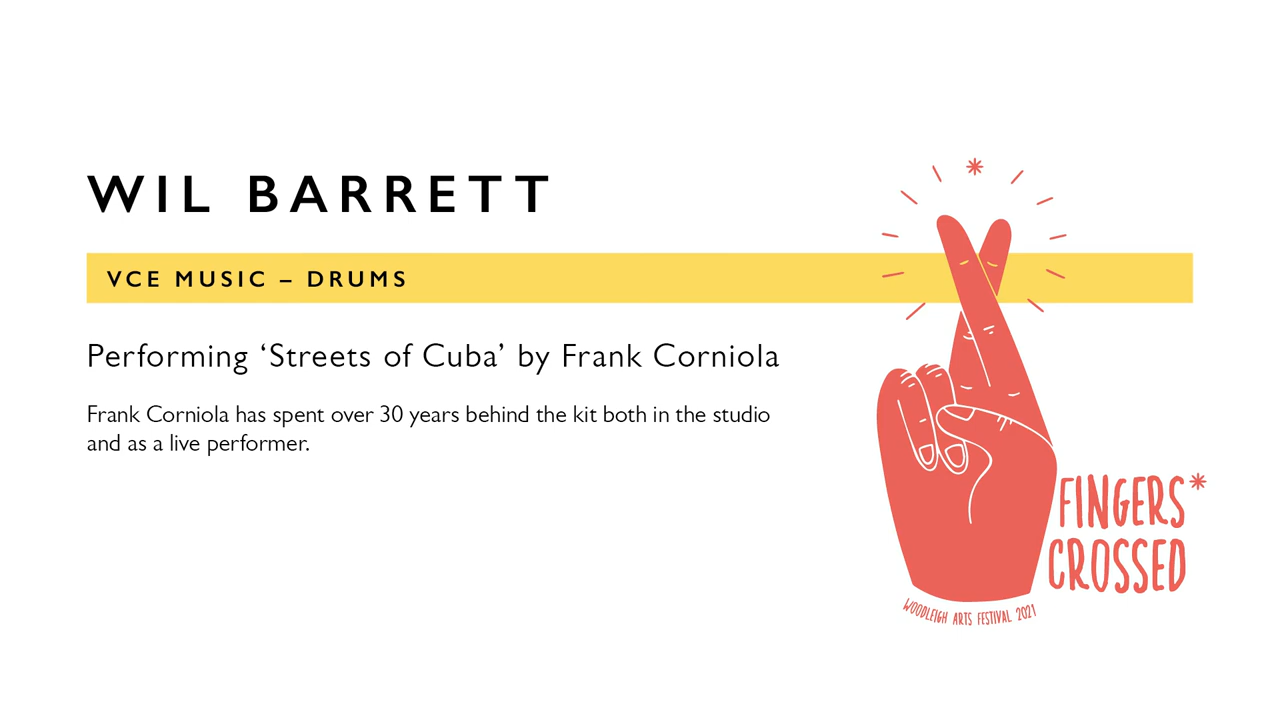 WIL BARRETT
VCE MUSIC – DRUMS
Performing ‘Streets of Cuba’ by Frank Corniola
Frank Corniola has spent over 30 years behind the kit both in the studio
and as a live performer.
FINGERS*
CROSSED
WOODLEIGH ARTS FESTIVAL 2021